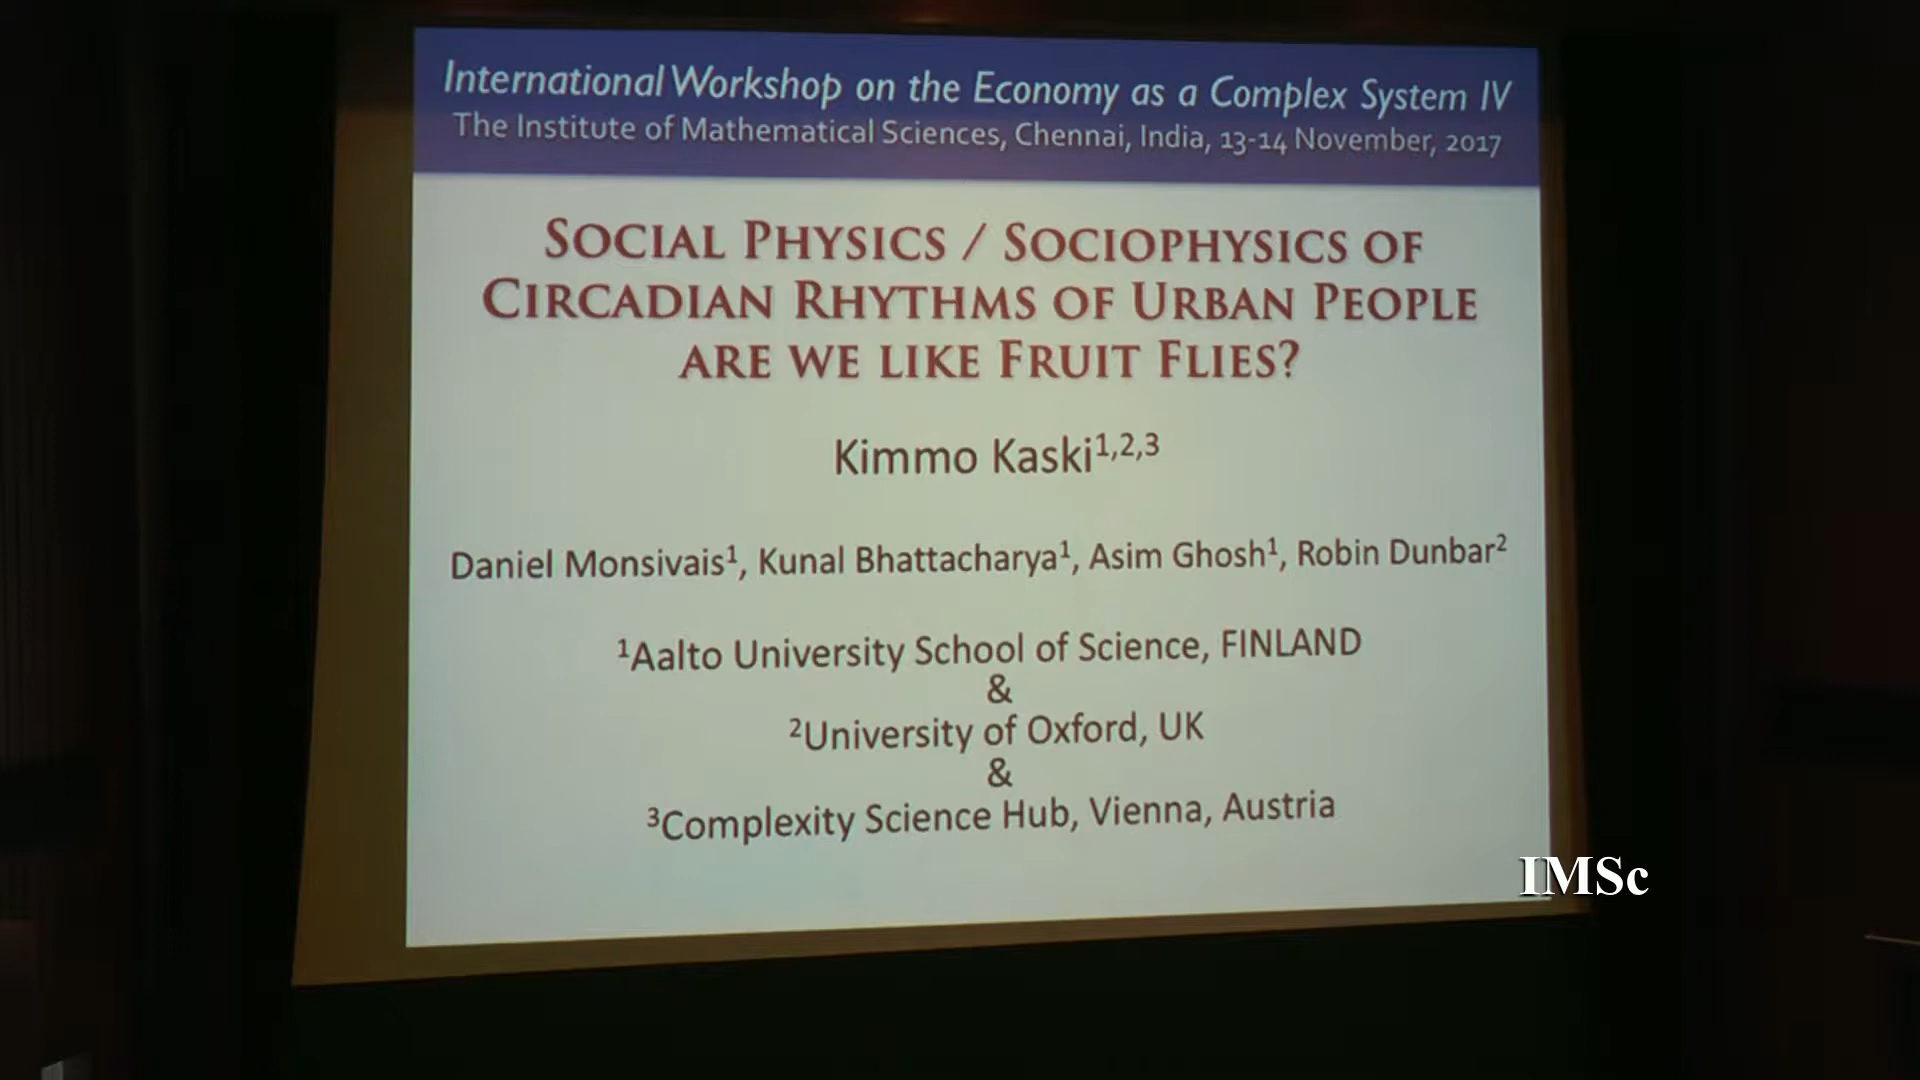 International Workshop on the Economy as a Complex System IV
The Institute of Mathematical Sciences, Chennai, India, 13-14 November, 2017
SOCIAL PHYSICS / SOCIOPHYSICS OF
CIRCADIAN RHYTHMS OF URBAN PEOPLE
ARE WE LIKE FRUIT FLIES?
Kimmo Kaski1,2,3
Daniel Monsivais1, Kunal Bhattacharya1, Asim Ghosh1, Robin Dunbar2
1Aalto University School of Science, FINLAND
&
2University of Oxford, UK
&
3Complexity Science Hub, Vienna, Austria
IMSc